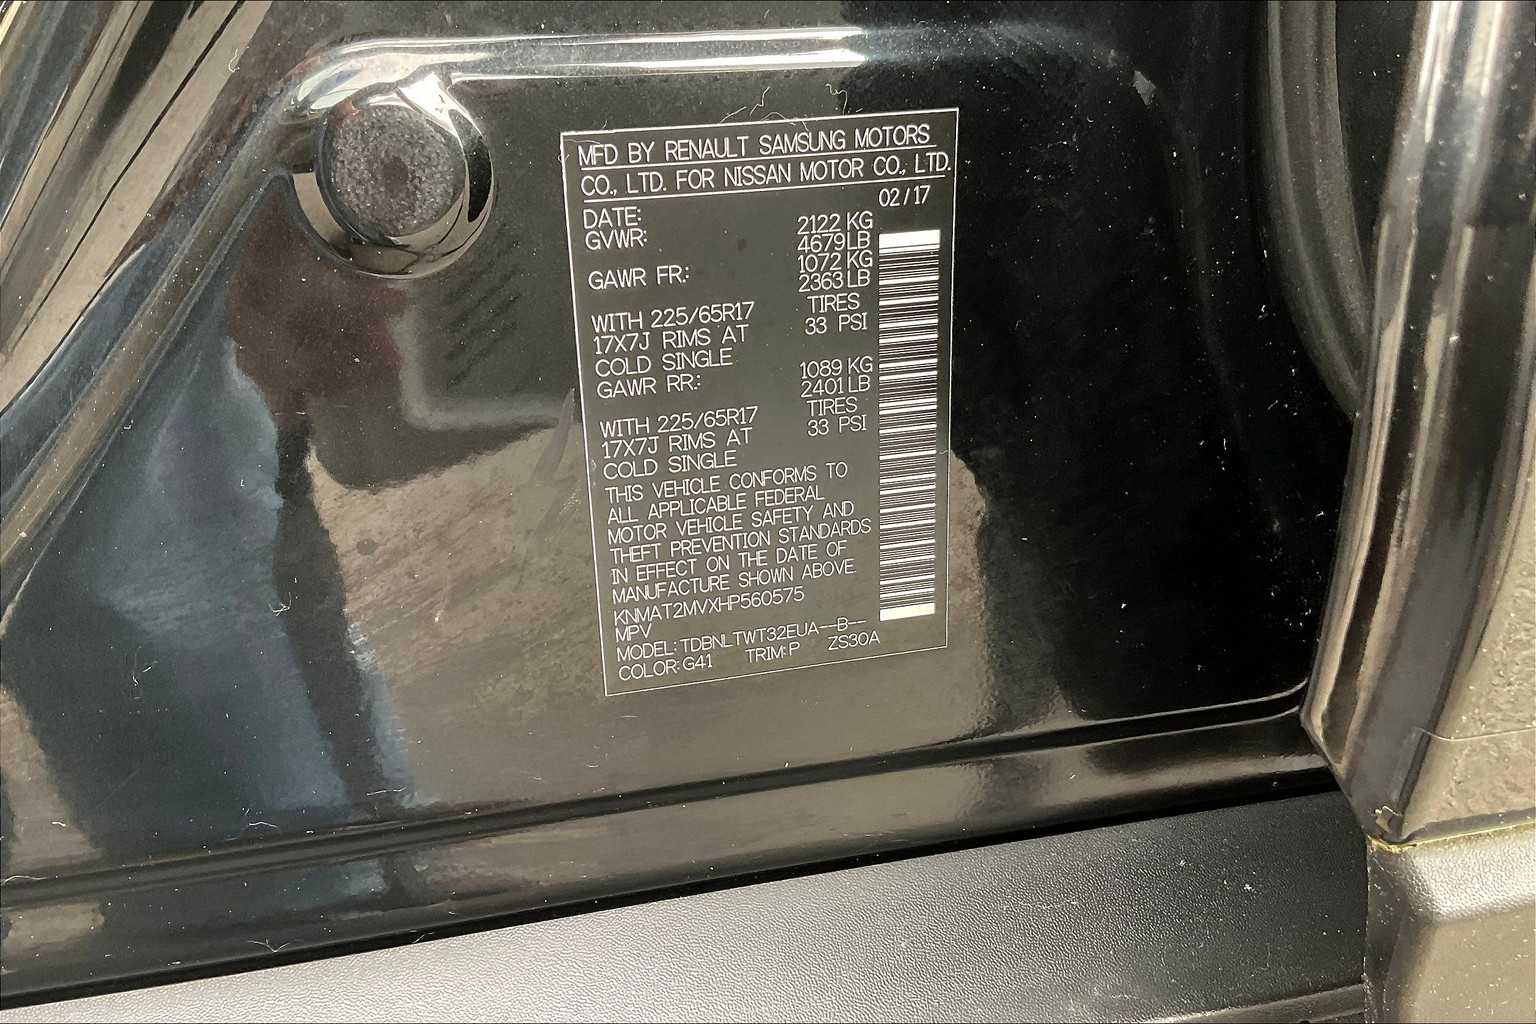 MFD BY RENAULT SAMSUNG MOTORS
CO., LTD. FOR NISSAN MOTOR CO., LTD.
DATE: 02/17
GVWR: 2122 KG
4679 LB
GAWR FR.: 1072 KG
2363 LB
WITH 225/65R17 TIRES
17X7J RIMS AT 33 PSI
COLD SINGLE
GAWR RR.: 1089 KG
2401 LB
WITH 225/65R17 TIRES
17X7J RIMS AT 33 PSI
COLD SINGLE
THIS VEHICLE CONFORMS TO
ALL APPLICABLE FEDERAL
MOTOR VEHICLE SAFETY AND
THEFT PREVENTION STANDARDS
IN EFFECT ON THE DATE OF
MANUFACTURE SHOWN ABOVE.
KNMAT2MVXHP560575
MPV
MODEL: TDBNLTWT32EUA--B--
COLOR: G41 TRIM: P ZS30A